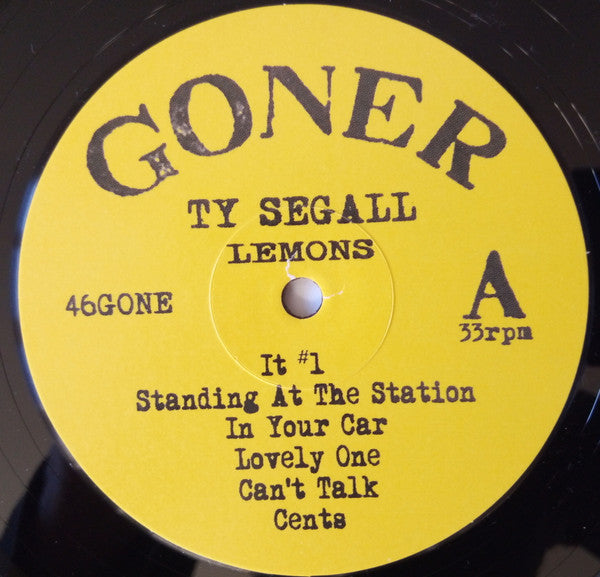 GONER
TY SEGALL
LEMONS
46GONE
A
33rpm
It #1
Standing At The Station
In Your Car
Lovely One
Can't Talk
Cents